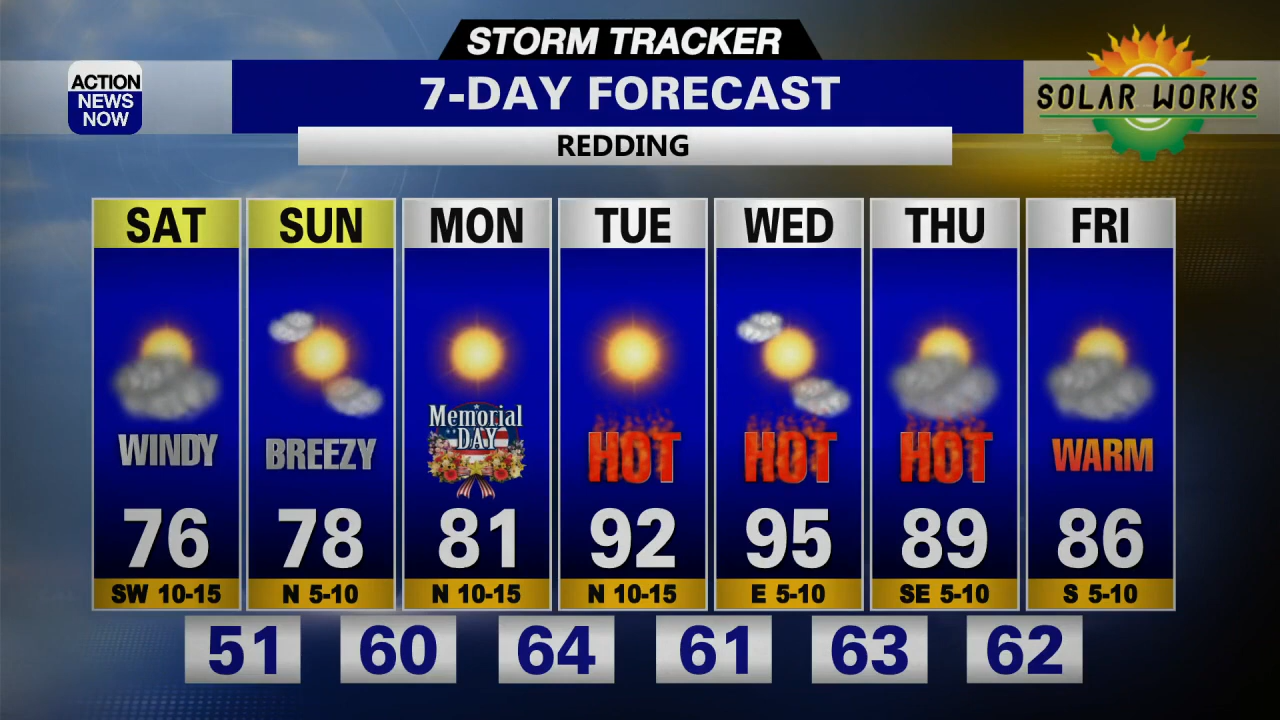 STORM TRACKER
7-DAY FORECAST
REDDING
ACTION
NEWS
NOW
SOLAR WORKS
SAT SUN MON TUE WED THU FRI
Memorial
DAY
WINDY BREEZY HOT HOT HOT WARM
76 78 81 92 95 89 86
SW 10-15 N 5-10 N 10-15 N 10-15 E 5-10 SE 5-10 S 5-10
51 60 64 61 63 62